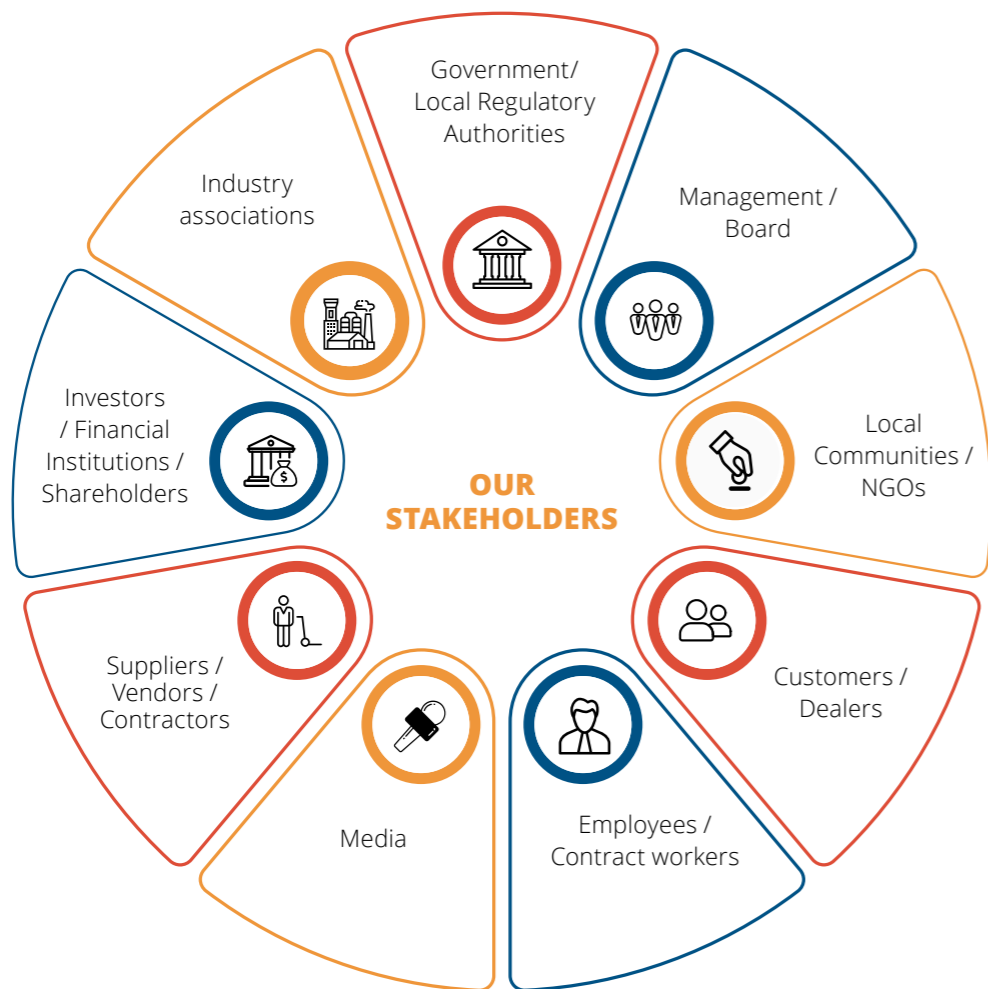 Government/
Local Regulatory
Authorities
Management /
Board
Local
Communities /
NGOs
Customers /
Dealers
Employees /
Contract workers
Media
Suppliers /
Vendors /
Contractors
Investors
/ Financial
Institutions /
Shareholders
Industry
associations
OUR
STAKEHOLDERS
$